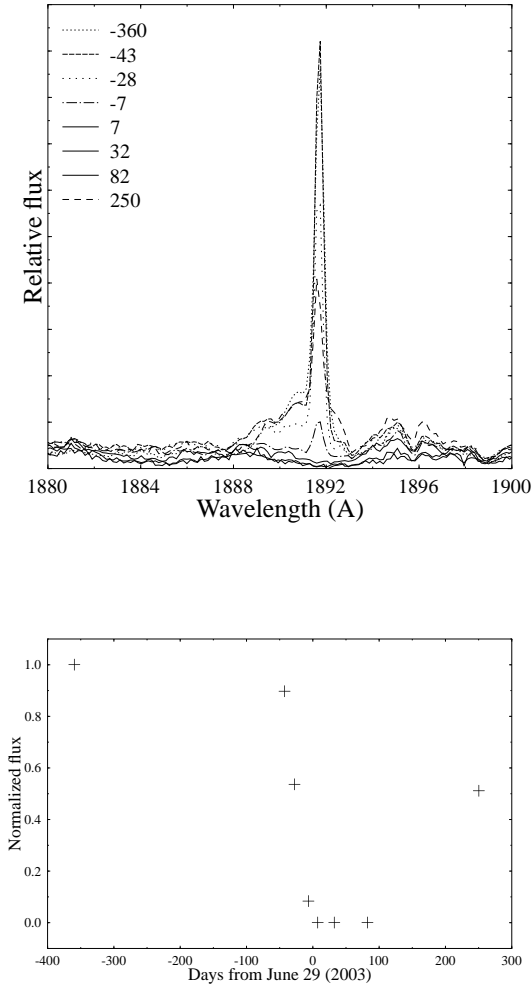 -360
-43
-28
-7
7
32
82
250
Relative flux
1880 1884 1888 1892 1896 1900
Wavelength (A)
1.0
0.8
0.6
0.4
0.2
0.0
Normalized flux
-400 -300 -200 -100 0 100 200 300
Days from June 29 (2003)